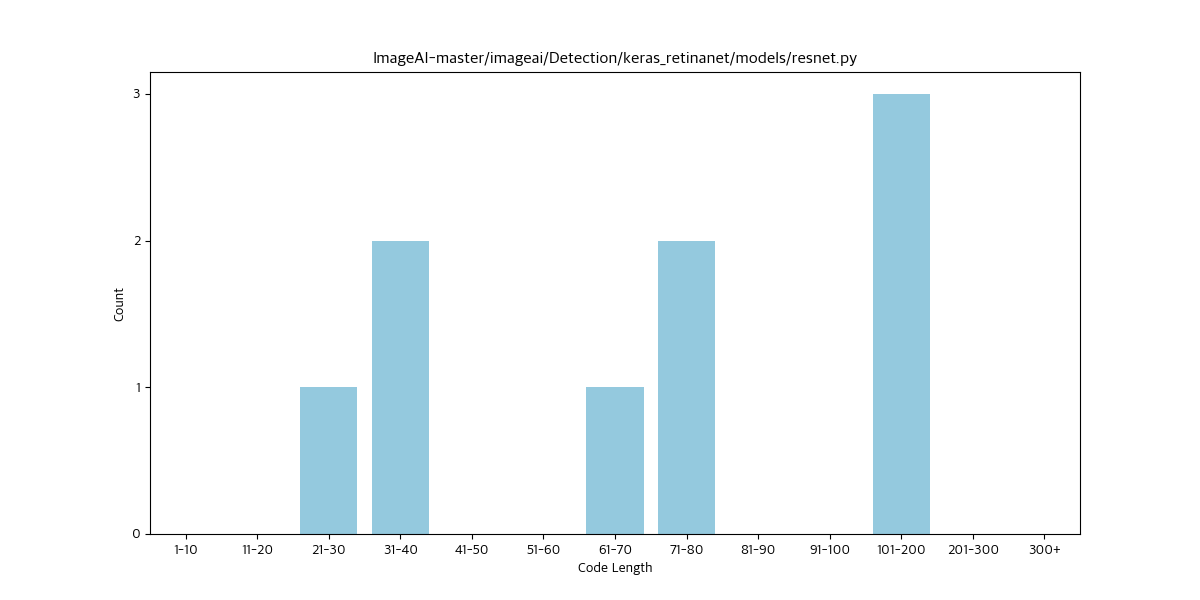 ImageAI-master/imageai/Detection/keras_retinanet/models/resnet.py
3
2
1
0
Count
1-10 11-20 21-30 31-40 41-50 51-60 61-70 71-80 81-90 91-100 101-200 201-300 300+
Code Length